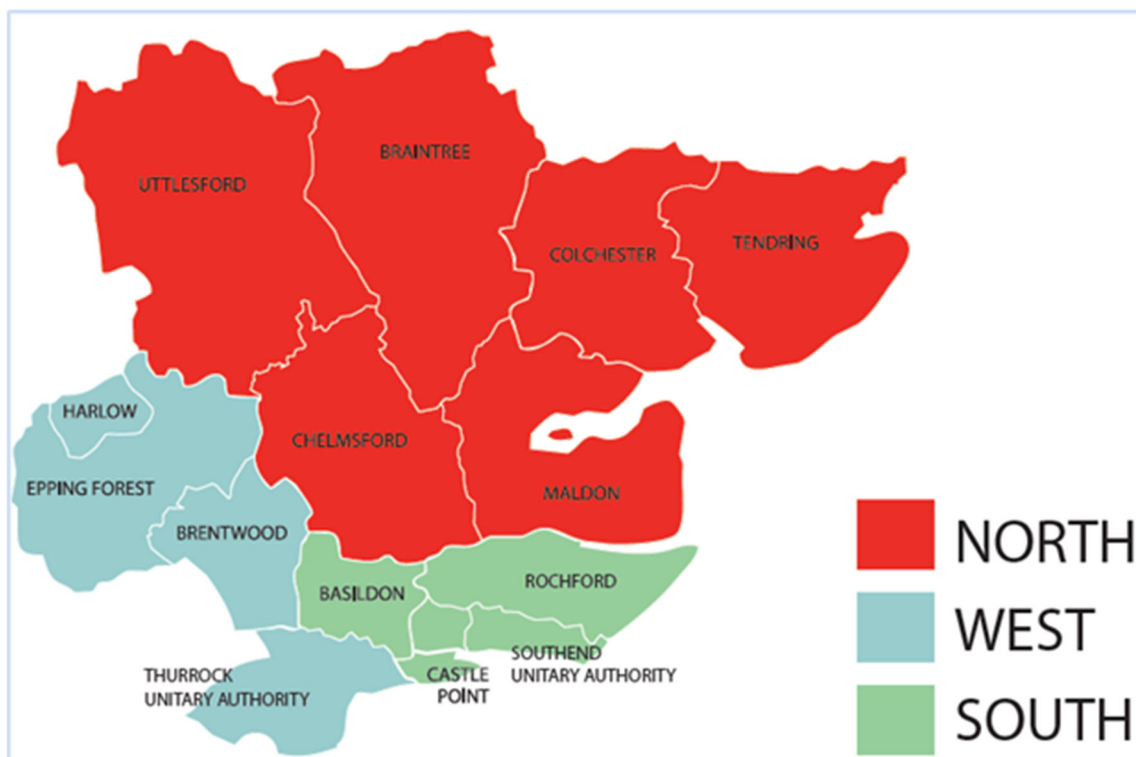 BRAINTREE
UTTLESFORD
TENDRING
COLCHESTER
HARLOW
CHELMSFORD
EPPING FOREST
MALDON
BRENTWOOD
NORTH
ROCHFORD
BASILDON
WEST
SOUTHEND
UNITARY AUTHORITY
THURROCK
UNITARY AUTHORITY
CASTLE
POINT
SOUTH